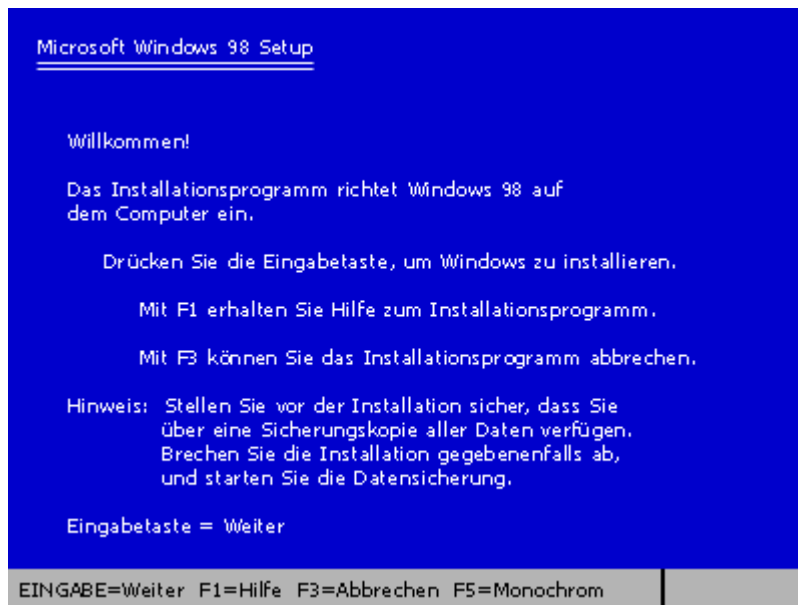 Microsoft Windows 98 Setup
Willkommen!
Das Installationsprogramm richtet Windows 98 auf
dem Computer ein.
Drücken Sie die Eingabetaste, um Windows zu installieren.
Mit F1 erhalten Sie Hilfe zum Installationsprogramm.
Mit F3 können Sie das Installationsprogramm abbrechen.
Hinweis: Stellen Sie vor der Installation sicher, dass Sie
über eine Sicherungskopie aller Daten verfügen.
Brechen Sie die Installation gegebenenfalls ab,
und starten Sie die Datensicherung.
Eingabetaste = Weiter
EINGABE=Weiter F1=Hilfe F3=Abbrechen F5=Monochrom